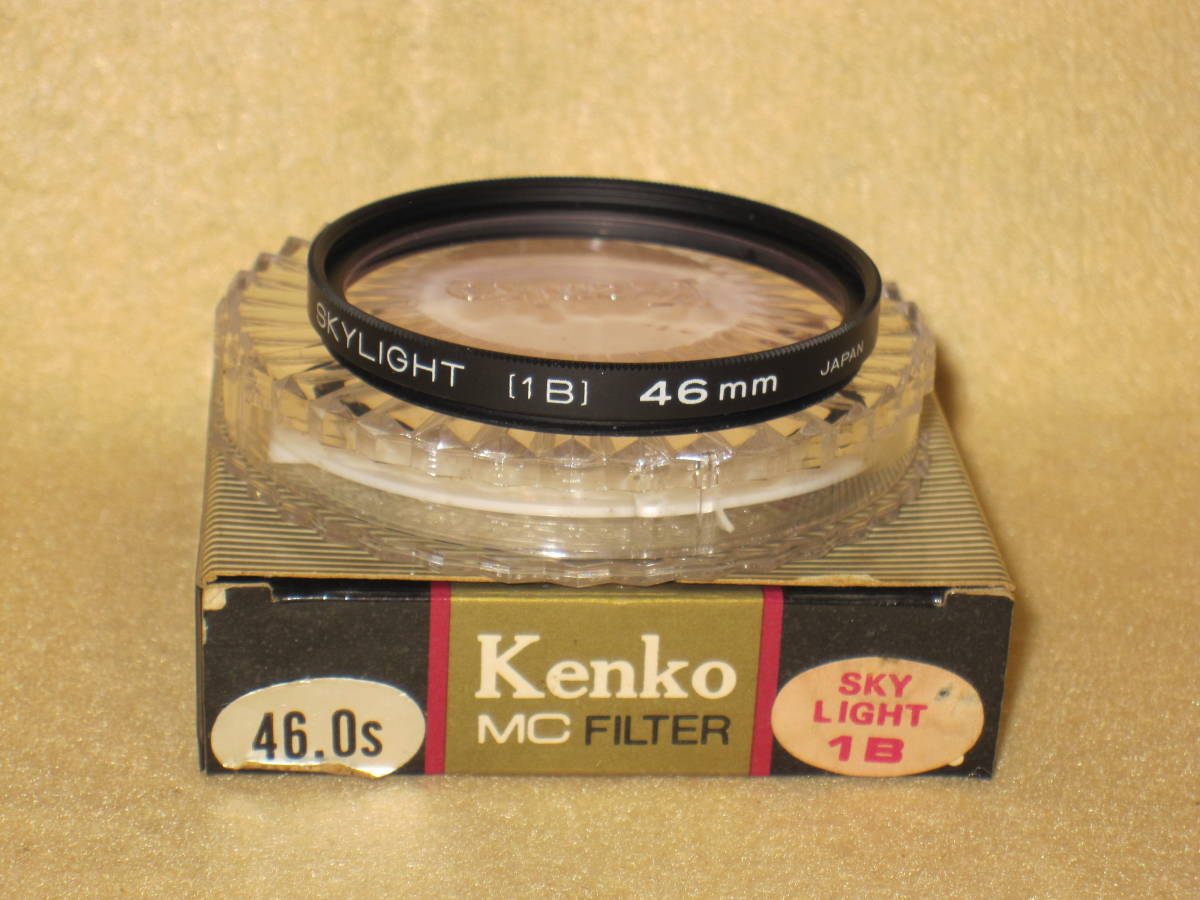 SKYLIGHT [1B] 46mm JAPAN
Kenko
MC FILTER
46.0s
SKY
LIGHT
1B